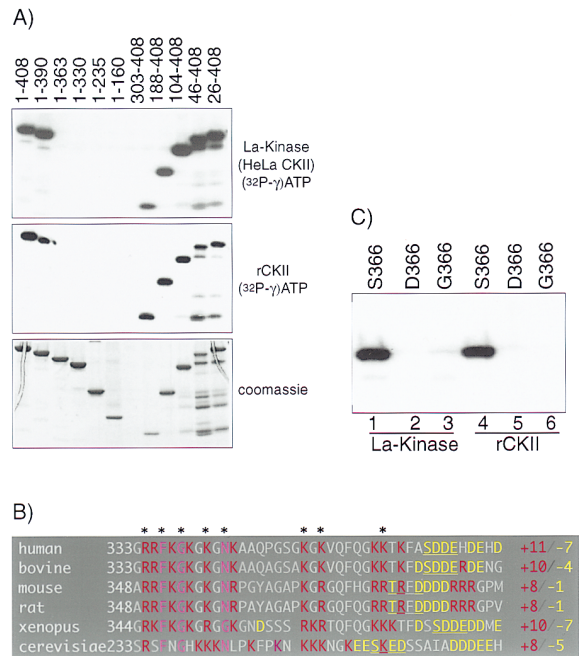 A)
1-408
1-390
1-363
1-330
1-235
1-160
303-408
188-408
104-408
46-408
26-408
La-Kinase
(HeLa CKII)
(32P-γ)ATP
rCKII
(32P-γ)ATP
coomassie
C)
S366
D366
G366
S366
D366
G366
1 2 3 4 5 6
La-Kinase rCKII
B)
* * * * * * * *
human 333GRRFKGKGKGNKAAQPGSGKGKVQFQGKKTKFASDDEHDEHD +11/-7
bovine 333GRRFKGKGKGNKAAQPGSGKGKVQFQGKKTKFDSDDERDENG +10/-4
mouse 348ARRFKGKGKGNRPGYAGAPKGRGQFHGRRTRFDDDDRRRGPM +8/-1
rat 348ARRFKGKGKGNRPAYAGAPKGRGQFQGRRTRFDDDDRRRGPV +8/-1
xenopus +10/-7
cerevisiae +8/-5